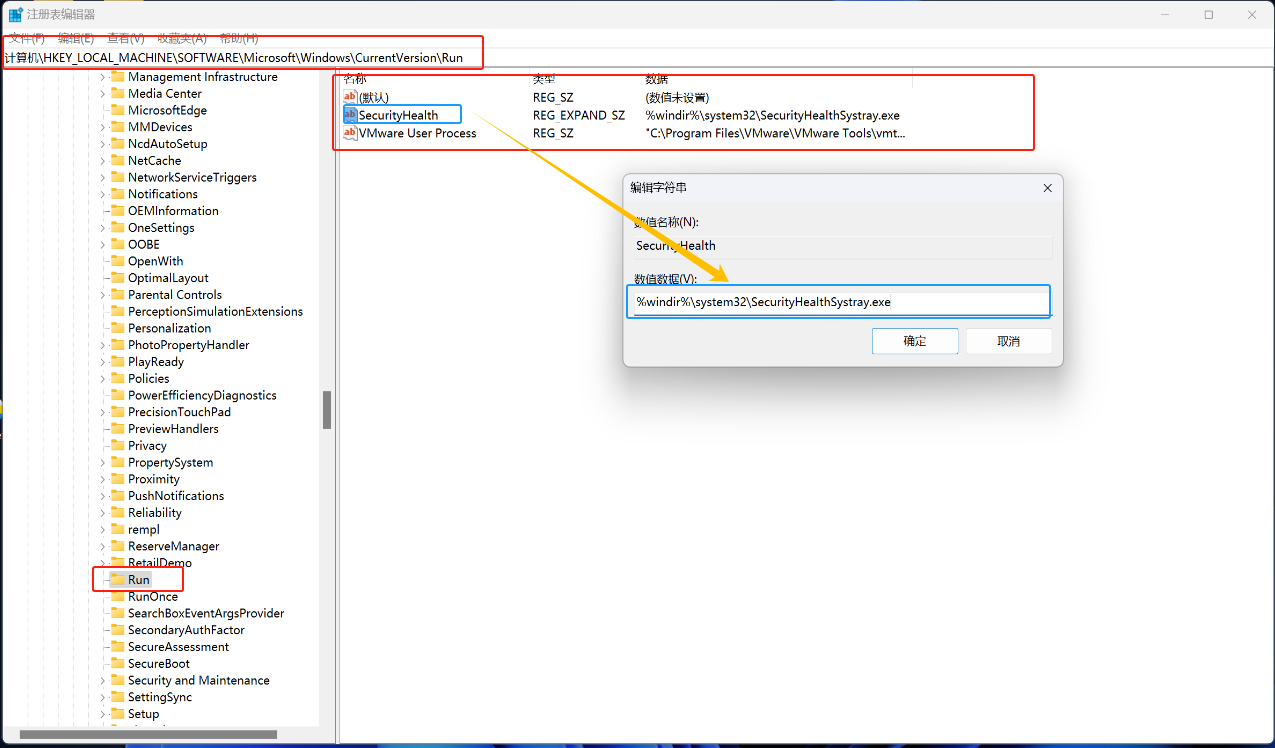 注册表编辑器
文件(F) 编辑(E) 查看(V) 收藏夹(A) 帮助(H)
计算机\HKEY_LOCAL_MACHINE\SOFTWARE\Microsoft\Windows\CurrentVersion\Run
Management Infrastructure
Media Center
MicrosoftEdge
MMDevices
NcdAutoSetup
NetCache
NetworkServiceTriggers
Notifications
OEMInformation
OneSettings
OOBE
OpenWith
OptimalLayout
Parental Controls
PerceptionSimulationExtensions
Personalization
PhotoPropertyHandler
PlayReady
Policies
PowerEfficiencyDiagnostics
PrecisionTouchPad
PreviewHandlers
Privacy
PropertySystem
Proximity
PushNotifications
Reliability
rempl
ReserveManager
RetailDemo
Run
RunOnce
SearchBoxEventArgsProvider
SecondaryAuthFactor
SecureAssessment
SecureBoot
Security and Maintenance
SettingSync
Setup
名称 类型 数据
ab (默认) REG_SZ (数值未设置)
ab SecurityHealth REG_EXPAND_SZ %windir%\system32\SecurityHealthSystray.exe
ab VMware User Process REG_SZ "C:\Program Files\VMware\VMware Tools\vmt...
编辑字符串
数值名称(N):
SecurityHealth
数值数据(V):
%windir%\system32\SecurityHealthSystray.exe
确定 取消